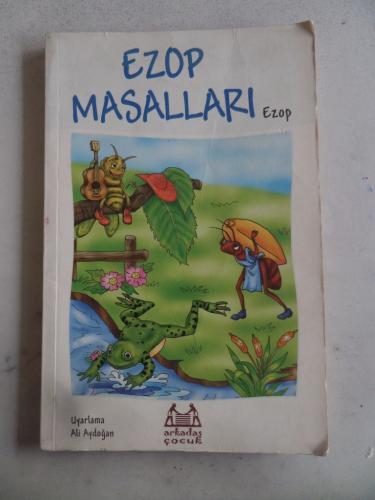 EZOP
MASALLARI
Ezop
Uyarlama
Ali Aydoğan
arkadaş
çocuk